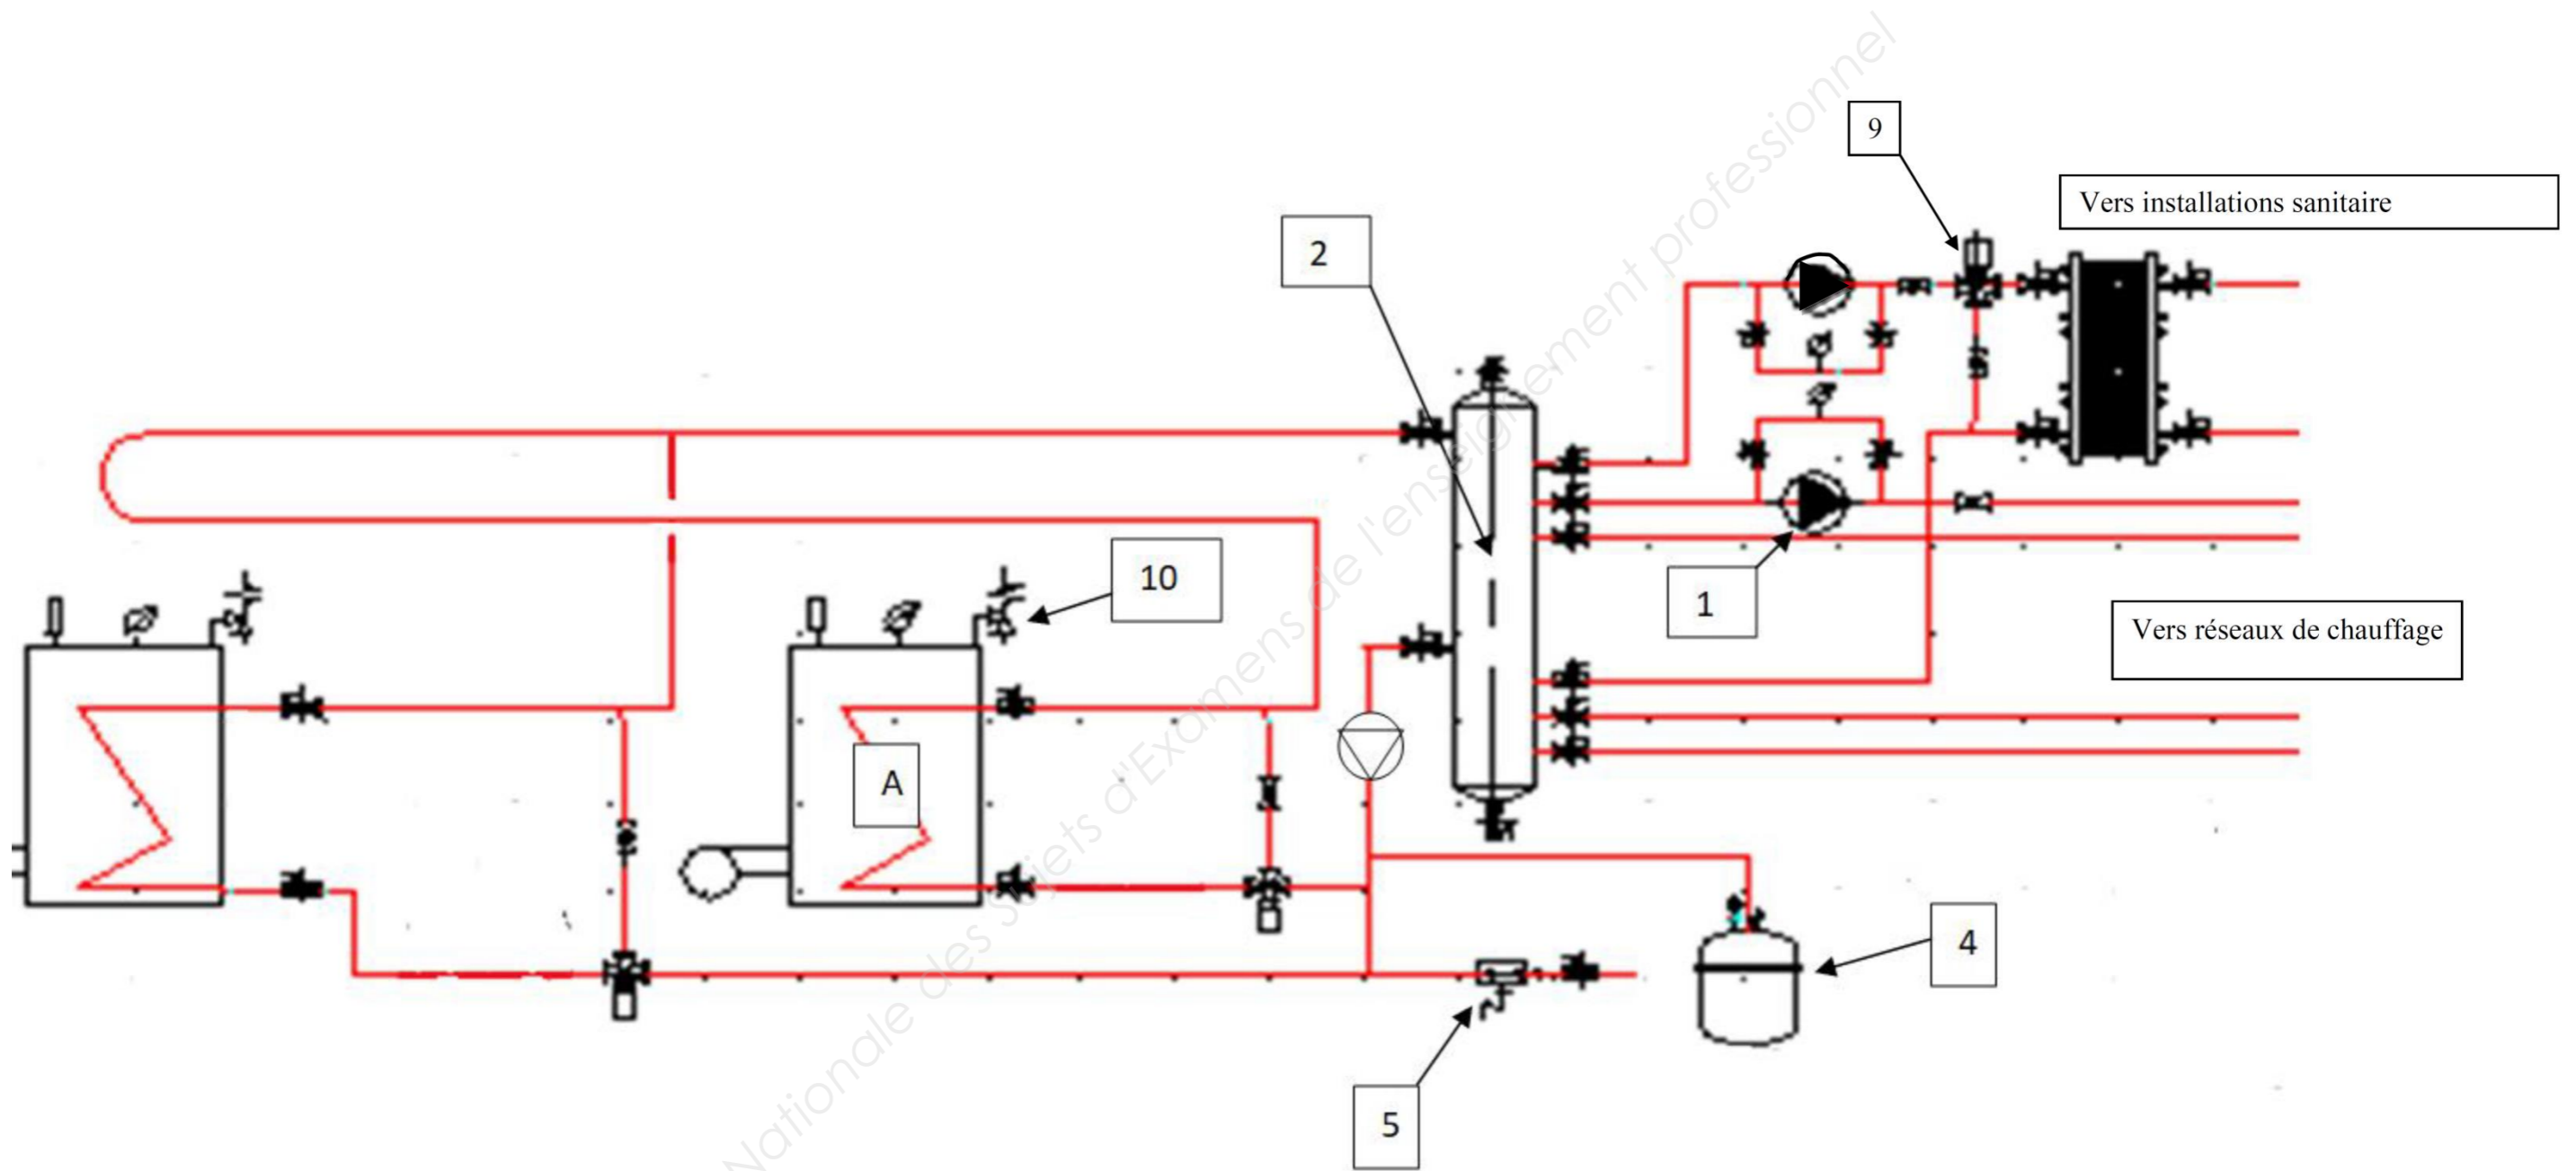 9
Vers installations sanitaire
2
10
1
Vers réseaux de chauffage
A
4
5
Nationale des Sujets d'Examens de l'enseignement professionnel